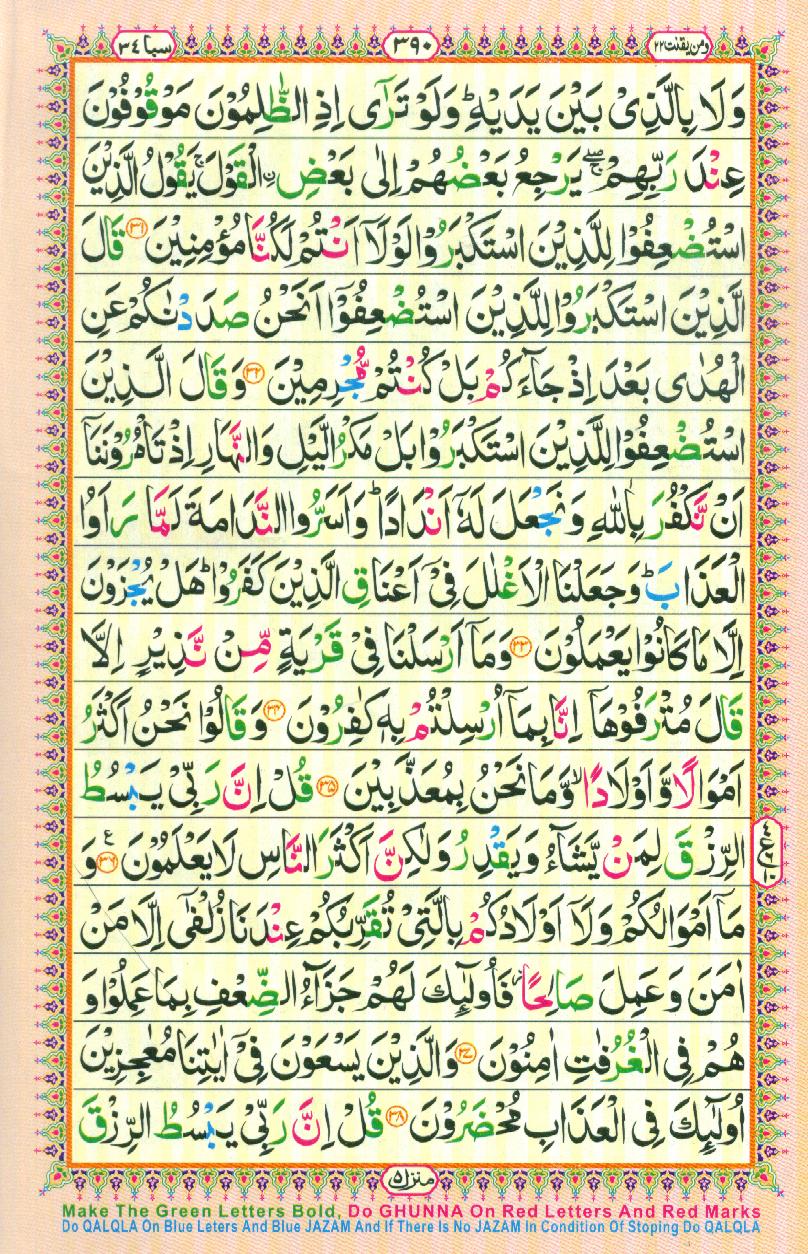 ومن یقنت ۲۲
۳۹۰
سبا ۳۴
وَلَا بِالَّذِیْ بَیْنَ یَدَیْهِ ؕ وَلَوْ تَرٰۤی اِذِ الظّٰلِمُوْنَ مَوْقُوْفُوْنَ
عِنْدَ رَبِّهِمْ ۖۚ یَرْجِعُ بَعْضُهُمْ اِلٰی بَعْضِ ِ۟الْقَوْلَ ۚ یَقُوْلُ الَّذِیْنَ
اسْتُضْعِفُوْا لِلَّذِیْنَ اسْتَكْبَرُوْا لَوْلَاۤ اَنْتُمْ لَكُنَّا مُؤْمِنِیْنَ ۳۱ قَالَ
الَّذِیْنَ اسْتَكْبَرُوْا لِلَّذِیْنَ اسْتُضْعِفُوْۤا اَنَحْنُ صَدَدْنٰكُمْ عَنِ
الْهُدٰی بَعْدَ اِذْ جَآءَكُمْ بَلْ كُنْتُمْ مُّجْرِمِیْنَ ۳۲ وَقَالَ الَّذِیْنَ
اسْتُضْعِفُوْا لِلَّذِیْنَ اسْتَكْبَرُوْا بَلْ مَكْرُ الَّیْلِ وَالنَّهَارِ اِذْ تَاْمُرُوْنَنَاۤ
اَنْ نَّكْفُرَ بِاللّٰهِ وَنَجْعَلَ لَهٗۤ اَنْدَادًا ؕ وَاَسَرُّوا النَّدَامَةَ لَمَّا رَاَوُا
الْعَذَابَ ؕ وَجَعَلْنَا الْاَغْلٰلَ فِیْۤ اَعْنَاقِ الَّذِیْنَ كَفَرُوْا ؕ هَلْ یُجْزَوْنَ
اِلَّا مَا كَانُوْا یَعْمَلُوْنَ ۳۳ وَمَاۤ اَرْسَلْنَا فِیْ قَرْیَةٍ مِّنْ نَّذِیْرٍ اِلَّا
قَالَ مُتْرَفُوْهَاۤ اِنَّا بِمَاۤ اُرْسِلْتُمْ بِهٖ كٰفِرُوْنَ ۳۴ وَقَالُوْا نَحْنُ اَكْثَرُ
اَمْوَالًا وَّاَوْلَادًا ۙ وَّمَا نَحْنُ بِمُعَذَّبِیْنَ ۳۵ قُلْ اِنَّ رَبِّیْ یَبْسُطُ
الرِّزْقَ لِمَنْ یَّشَآءُ وَیَقْدِرُ وَلٰكِنَّ اَكْثَرَ النَّاسِ لَا یَعْلَمُوْنَ ۳۶ ع وَ
مَاۤ اَمْوَالُكُمْ وَلَاۤ اَوْلَادُكُمْ بِالَّتِیْ تُقَرِّبُكُمْ عِنْدَنَا زُلْفٰۤی اِلَّا مَنْ
اٰمَنَ وَعَمِلَ صَالِحًا ؗ فَاُولٰٓئِكَ لَهُمْ جَزَآءُ الضِّعْفِ بِمَا عَمِلُوْا وَ
هُمْ فِی الْغُرُفٰتِ اٰمِنُوْنَ ۳۷ وَالَّذِیْنَ یَسْعَوْنَ فِیْۤ اٰیٰتِنَا مُعٰجِزِیْنَ
اُولٰٓئِكَ فِی الْعَذَابِ مُحْضَرُوْنَ ۳۸ قُلْ اِنَّ رَبِّیْ یَبْسُطُ الرِّزْقَ
منزل ۵
Make The Green Letters Bold, Do GHUNNA On Red Letters And Red Marks
Do QALQLA On Blue Leters And Blue JAZAM And If There Is No JAZAM In Condition Of Stoping Do QALQLA